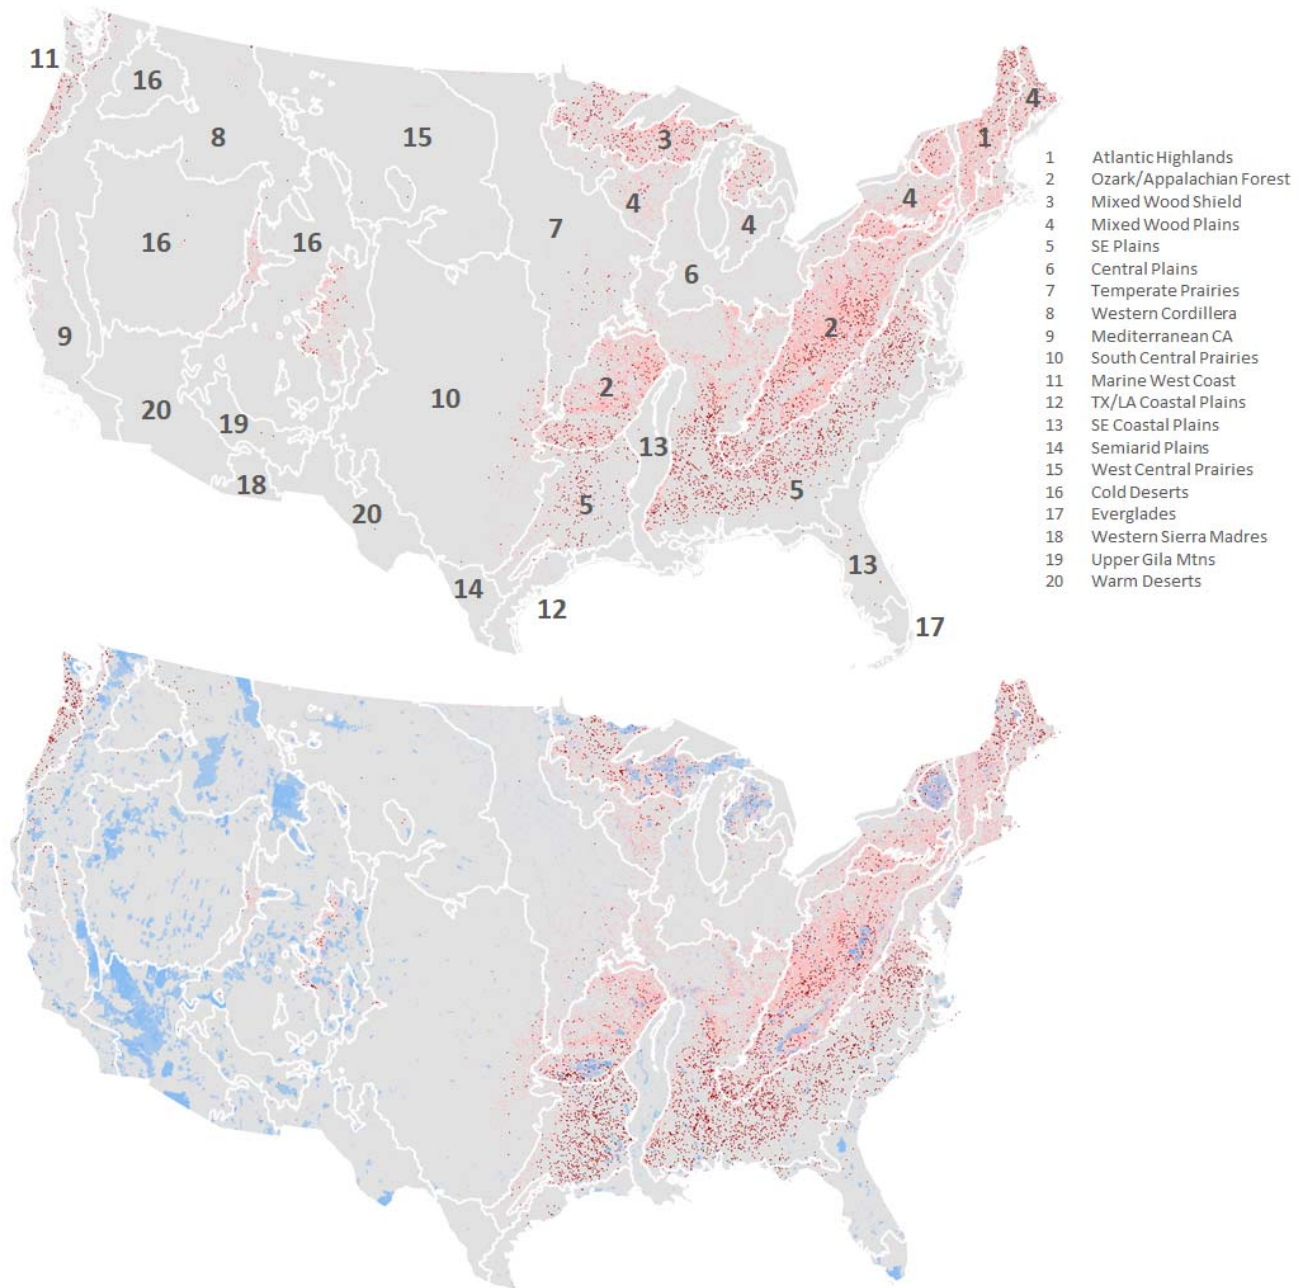 11
16
8
15
3
4
1
4
4
4
7
16
16
6
9
2
2
10
20
19
13
18
5
5
20
14
12
13
17
1 Atlantic Highlands
2 Ozark/Appalachian Forest
3 Mixed Wood Shield
4 Mixed Wood Plains
5 SE Plains
6 Central Plains
7 Temperate Prairies
8 Western Cordillera
9 Mediterranean CA
10 South Central Prairies
11 Marine West Coast
12 TX/LA Coastal Plains
13 SE Coastal Plains
14 Semiarid Plains
15 West Central Prairies
16 Cold Deserts
17 Everglades
18 Western Sierra Madres
19 Upper Gila Mtns
20 Warm Deserts